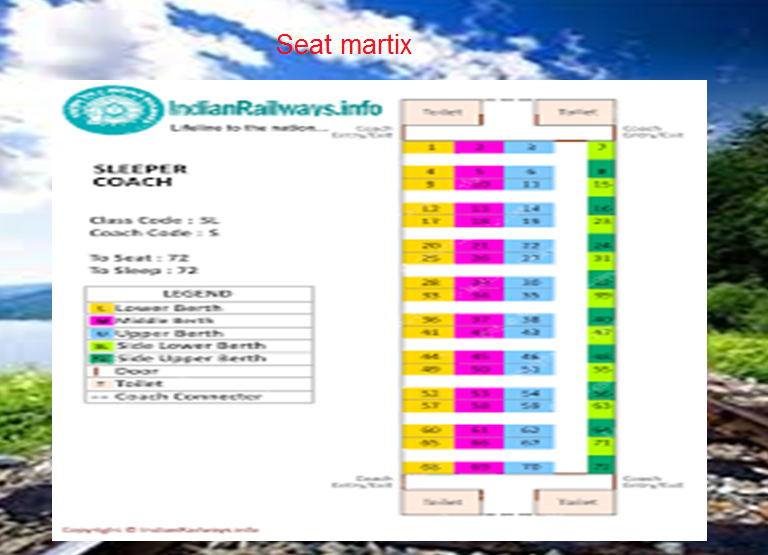 Seat martix
IndianRailways.info
Lifeline to the nation...
Toilet Toilet
Coach Entry/Exit
Coach Entry/Exit
SLEEPER
COACH
Class Code : SL
Coach Code : S
To Seat : 72
To Sleep : 72
LEGEND
L Lower Berth
M Middle Berth
U Upper Berth
Side Lower Berth
Side Upper Berth
Door
Toilet
Coach Connector
1 2 3 7
4 5 6 8
9 10 11 15
12 13 14 16
17 18 19 23
20 21 22 24
25 26 27 31
28 30
33 34 35 39
36 37 38 40
41 43 47
44 45 46 48
49 50 51 55
52 53 54 56
57 58 59 63
60 61 62 64
65 66 67 71
68 69 70 72
Coach Entry/Exit
Coach Entry/Exit
Toilet Toilet
Copyright © IndianRailways.info